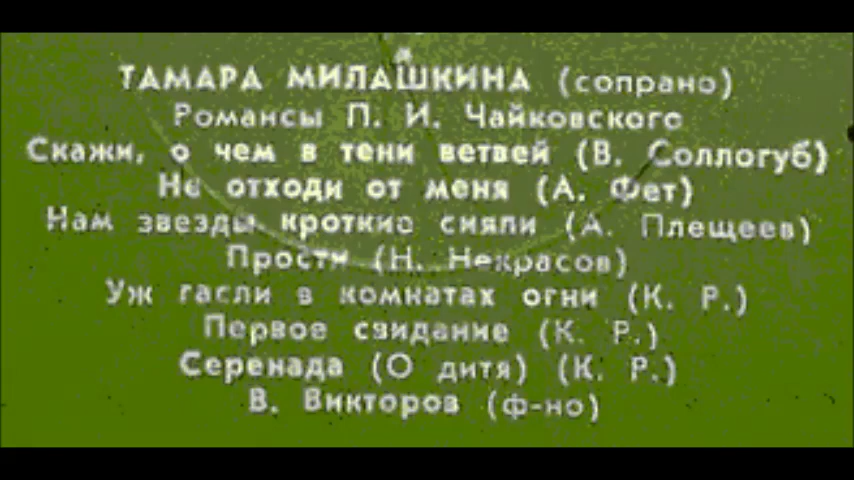 ТАМАРА МИЛАШКИНА (сопрано)
Романсы П. И. Чайковского
Скажи, о чем в тени ветвей (В. Соллогуб)
Не отходи от меня (А. Фет)
Нам звезды кроткие сияли (А. Плещеев)
Прости (Н. Некрасов)
Уж гасли в комнатах огни (К. Р.)
Первое свидание (К. Р.)
Серенада (О дитя) (К. Р.)
В. Викторов (ф-но)